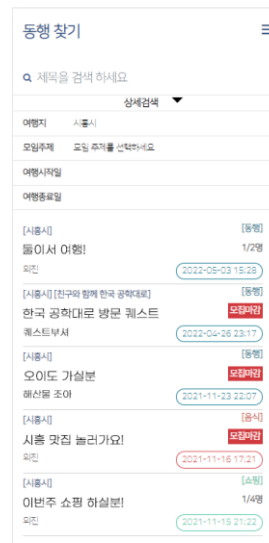 동행 찾기
제목을 검색 하세요
상세검색
여행지 시흥시
모임주제 모임 주제를 선택하세요
여행시작일
여행종료일
[시흥시] [동행]
둘이서 여행! 1/2명
의진 2022-05-03 15:28
[시흥시] [친구와 함께 한국 공학대로] [동행]
한국 공학대로 방문 퀘스트 모집마감
퀘스트부셔 2022-04-26 23:17
[시흥시] [동행]
오이도 가실분 모집마감
해산물 조아 2021-11-23 22:07
[시흥시] [음식]
시흥 맛집 놀러가요! 모집마감
의진 2021-11-16 17:21
[시흥시] [쇼핑]
이번주 쇼핑 하실분! 1/4명
의진 2021-11-15 21:22